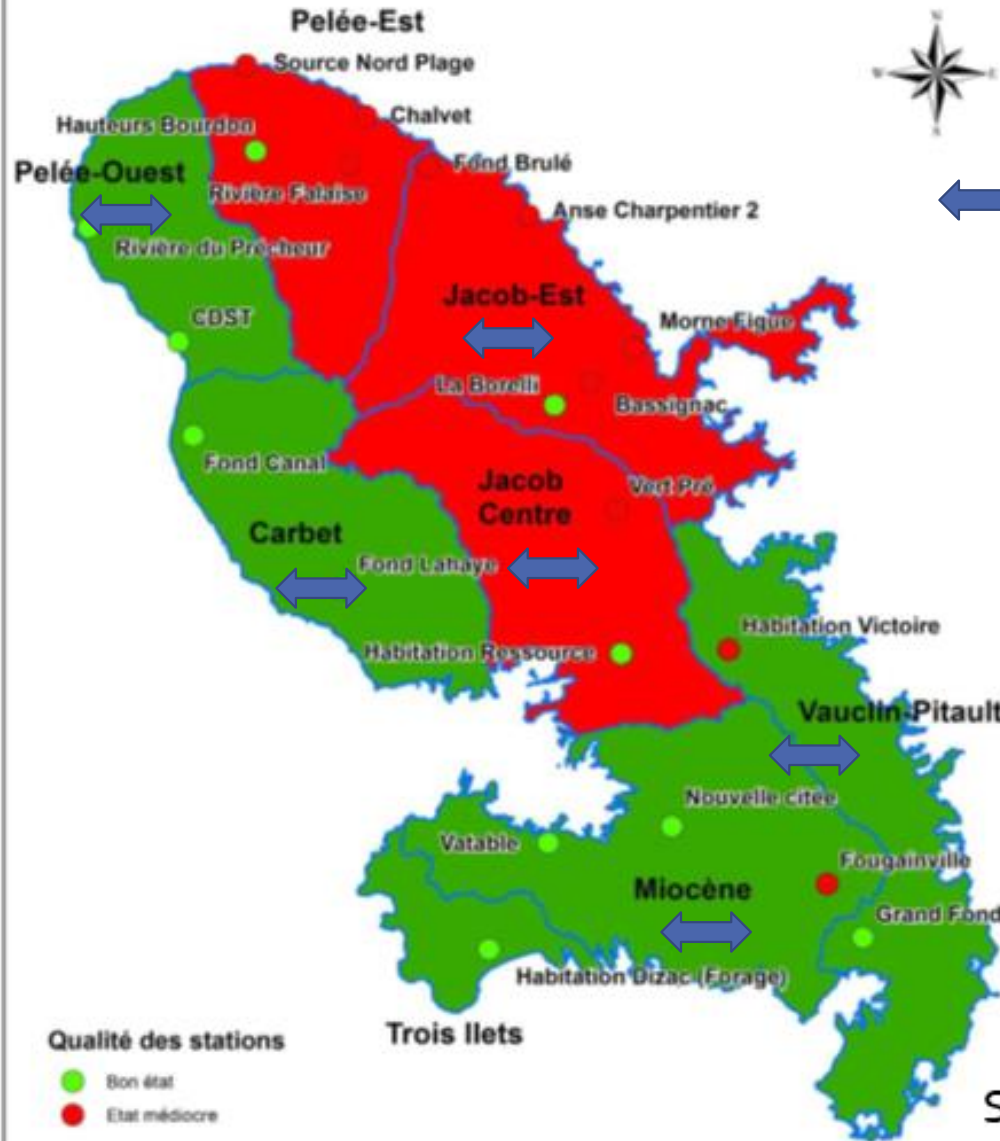 Pelée-Est
N
Source Nord Plage
W
E
Chalvet
Hauteurs Bourdon
S
Fond Brulé
Pelée-Ouest
Rivière Falaise
Anse Charpentier 2
Rivière du Prêcheur
Jacob-Est
CDST
Morne Figue
La Borelli
Bassignac
Fond Canal
Jacob
Centre
Vert Pré
Carbet
Fond Lahaye
Habitation Victoire
Habitation Ressource
Vauclin-Pitault
Nouvelle citée
Vatable
Fougainville
Miocène
Grand Fond
Habitation Dizac (Forage)
Trois Ilets
Qualité des stations
Bon état
Etat médiocre
S